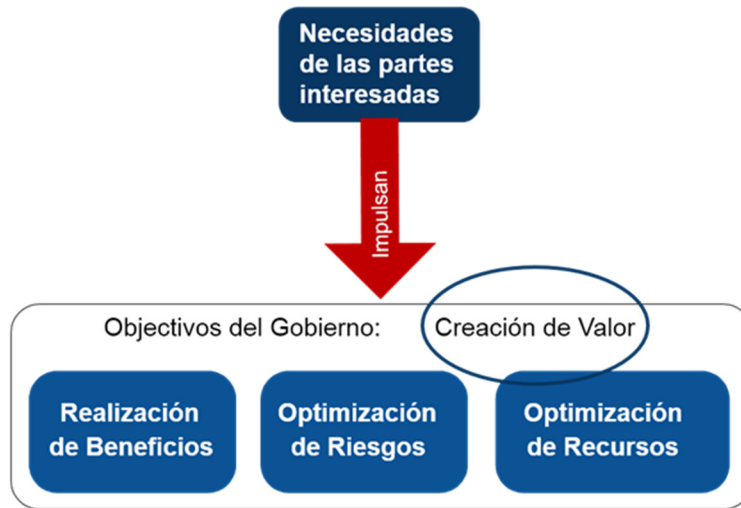 Necesidades
de las partes
interesadas
Impulsan
Objectivos del Gobierno: Creación de Valor
Realización
de Beneficios
Optimización
de Riesgos
Optimización
de Recursos